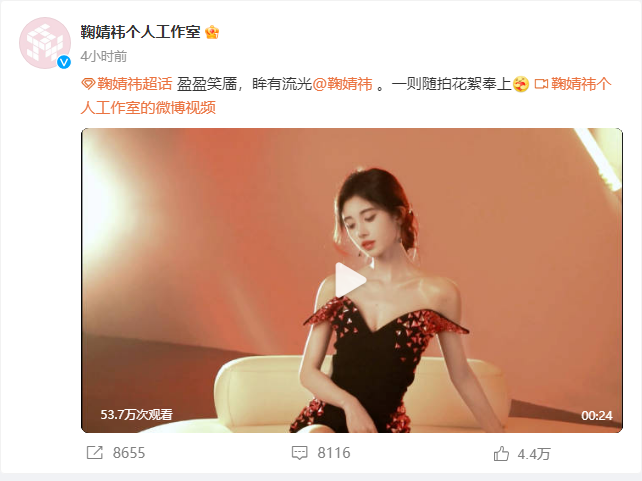 鞠婧祎个人工作室
4小时前
鞠婧祎超话 盈盈笑靥，眸有流光@鞠婧祎 。一则随拍花絮奉上 鞠婧祎个
人工作室的微博视频
53.7万次观看 00:24
8655 8116 4.4万